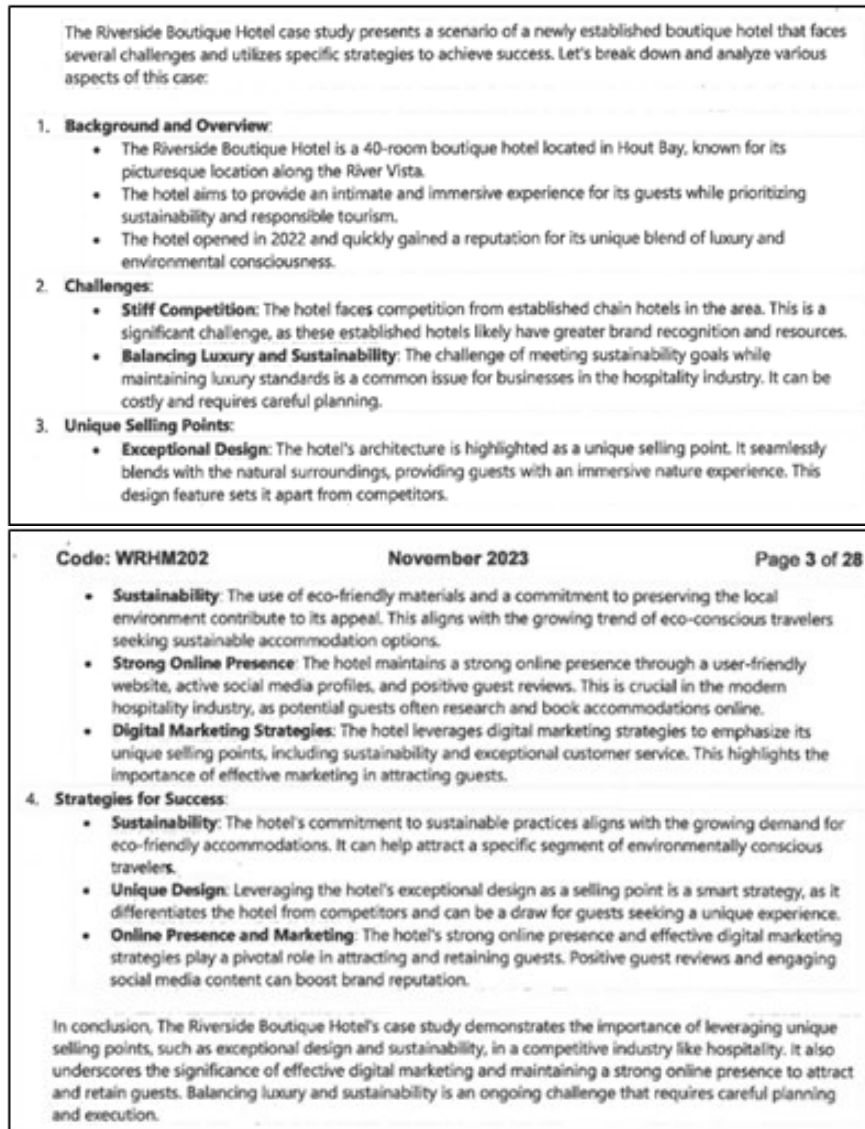 The Riverside Boutique Hotel case study presents a scenario of a newly established boutique hotel that faces
several challenges and utilizes specific strategies to achieve success. Let's break down and analyze various
aspects of this case:
1. Background and Overview:
• The Riverside Boutique Hotel is a 40-room boutique hotel located in Hout Bay, known for its
picturesque location along the River Vista.
• The hotel aims to provide an intimate and immersive experience for its guests while prioritizing
sustainability and responsible tourism.
• The hotel opened in 2022 and quickly gained a reputation for its unique blend of luxury and
environmental consciousness.
2. Challenges:
• Stiff Competition: The hotel faces competition from established chain hotels in the area. This is a
significant challenge, as these established hotels likely have greater brand recognition and resources.
• Balancing Luxury and Sustainability: The challenge of meeting sustainability goals while
maintaining luxury standards is a common issue for businesses in the hospitality industry. It can be
costly and requires careful planning.
3. Unique Selling Points:
• Exceptional Design: The hotel's architecture is highlighted as a unique selling point. It seamlessly
blends with the natural surroundings, providing guests with an immersive nature experience. This
design feature sets it apart from competitors.
Code: WRHM202 November 2023 Page 3 of 28
• Sustainability: The use of eco-friendly materials and a commitment to preserving the local
environment contribute to its appeal. This aligns with the growing trend of eco-conscious travelers
seeking sustainable accommodation options.
• Strong Online Presence: The hotel maintains a strong online presence through a user-friendly
website, active social media profiles, and positive guest reviews. This is crucial in the modern
hospitality industry, as potential guests often research and book accommodations online.
• Digital Marketing Strategies: The hotel leverages digital marketing strategies to emphasize its
unique selling points, including sustainability and exceptional customer service. This highlights the
importance of effective marketing in attracting guests.
4. Strategies for Success:
• Sustainability: The hotel's commitment to sustainable practices aligns with the growing demand for
eco-friendly accommodations. It can help attract a specific segment of environmentally conscious
travelers.
• Unique Design: Leveraging the hotel's exceptional design as a selling point is a smart strategy, as it
differentiates the hotel from competitors and can be a draw for guests seeking a unique experience.
• Online Presence and Marketing: The hotel's strong online presence and effective digital marketing
strategies play a pivotal role in attracting and retaining guests. Positive guest reviews and engaging
social media content can boost brand reputation.
In conclusion, The Riverside Boutique Hotel's case study demonstrates the importance of leveraging unique
selling points, such as exceptional design and sustainability, in a competitive industry like hospitality. It also
underscores the significance of effective digital marketing and maintaining a strong online presence to attract
and retain guests. Balancing luxury and sustainability is an ongoing challenge that requires careful planning
and execution.